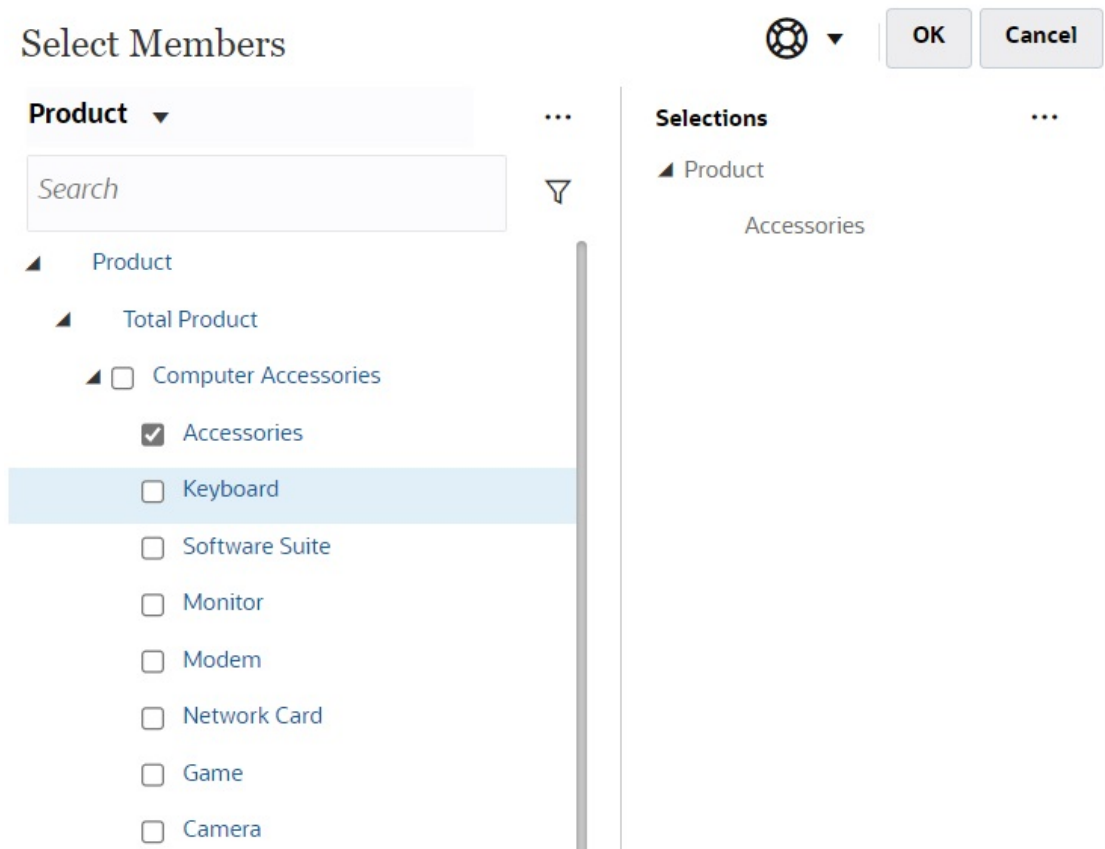 Select Members
OK
Cancel
Product
Search
Product
Total Product
Computer Accessories
Accessories
Keyboard
Software Suite
Monitor
Modem
Network Card
Game
Camera
Selections
Product
Accessories